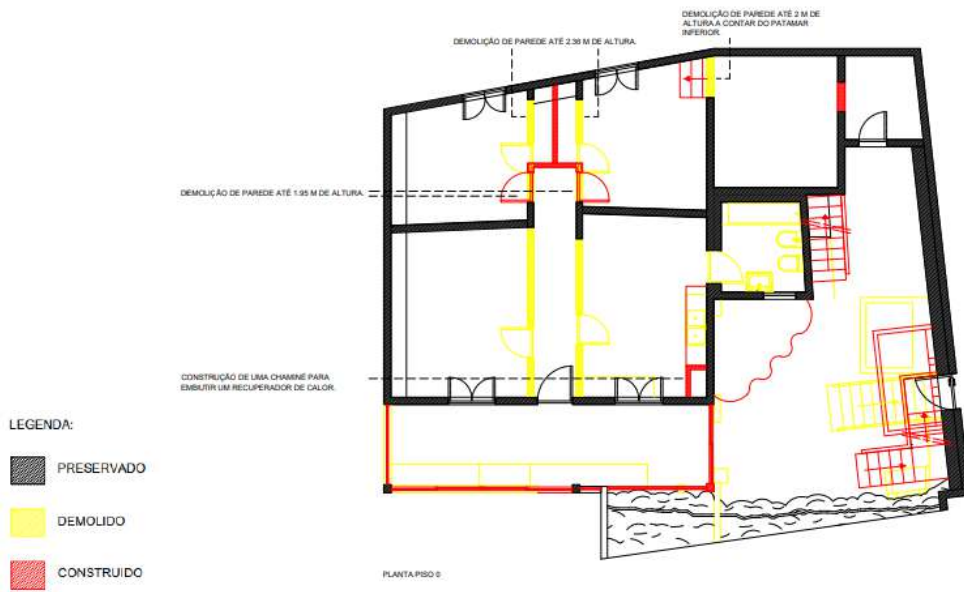 DEMOLIÇÃO DE PAREDE ATÉ 2 M DE
ALTURA A CONTAR DO PATAMAR
INFERIOR.
DEMOLIÇÃO DE PAREDE ATÉ 2.36 M DE ALTURA.
DEMOLIÇÃO DE PAREDE ATÉ 1.95 M DE ALTURA.
CONSTRUÇÃO DE UMA CHAMINÉ PARA
EMBUTIR UM RECUPERADOR DE CALOR.
LEGENDA:
PRESERVADO
DEMOLIDO
CONSTRUIDO
PLANTA PISO 0